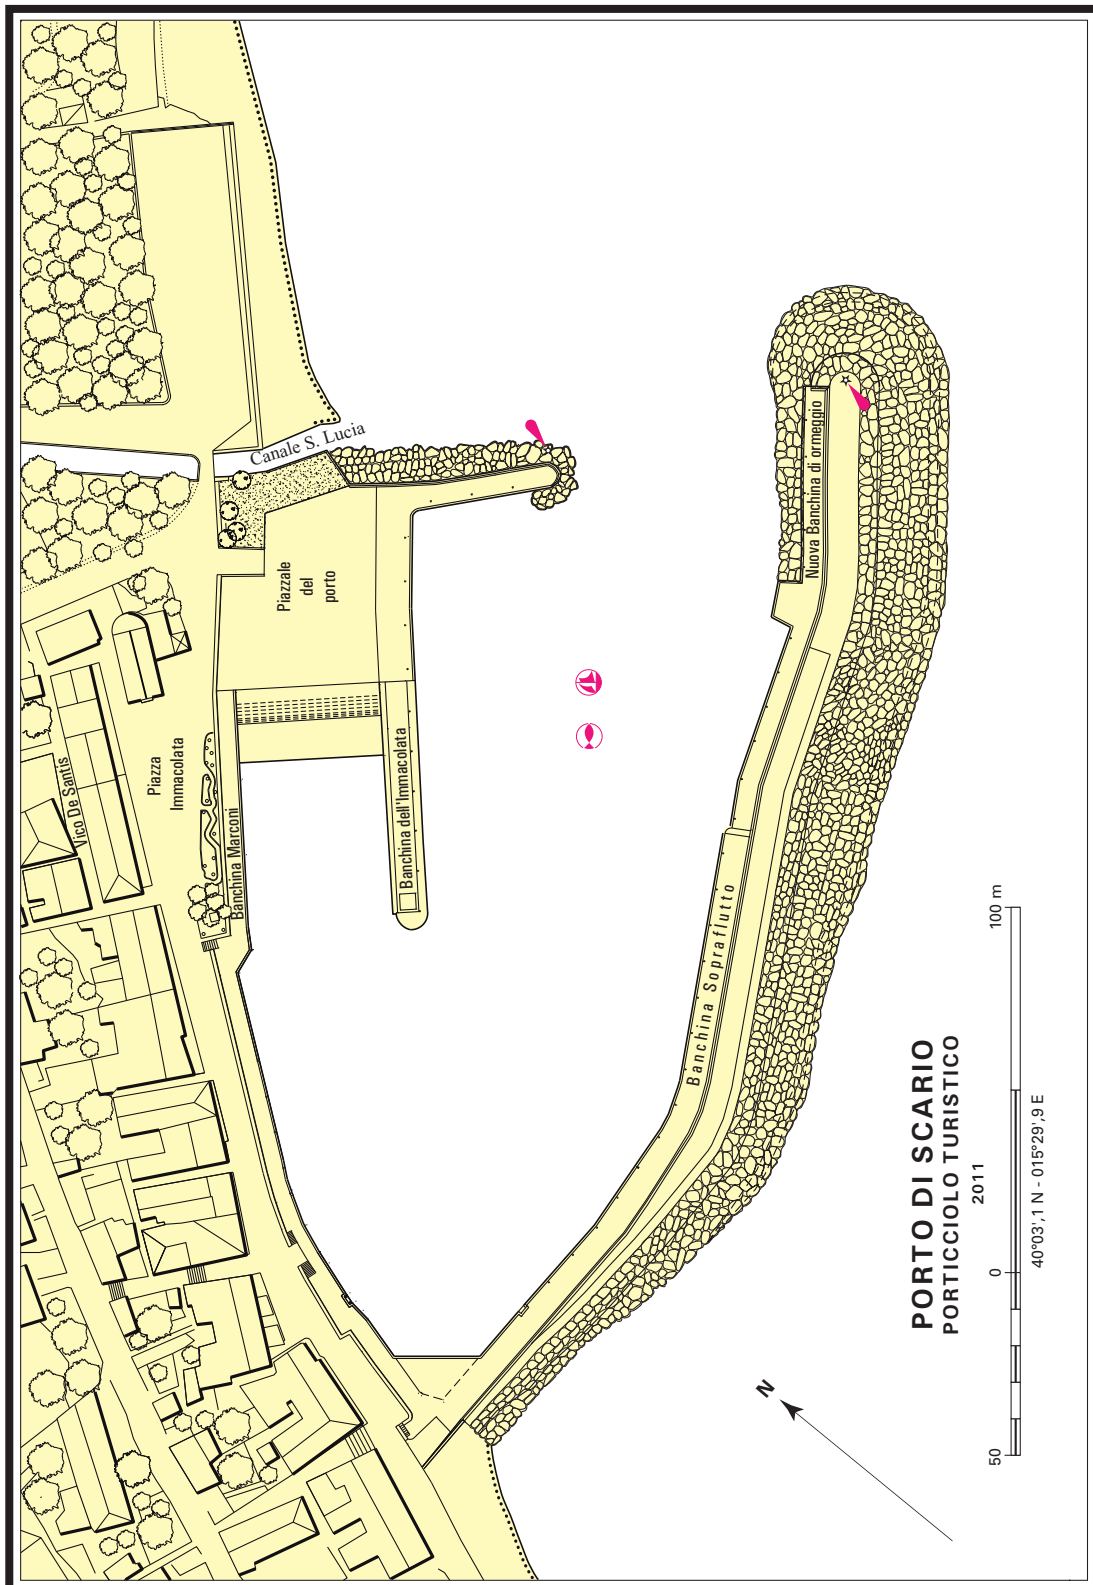 Canale S. Lucia
Piazzale
del
porto
Nuova Banchina di ormeggio
Vico De Santis
Piazza
Immacolata
Banchina Marconi
Banchina dell'Immacolata
Banchina Sopraflutto
PORTO DI SCARIO
PORTICCIOLO TURISTICO
2011
50 0 100 m
40°03',1 N - 015°29',9 E
N